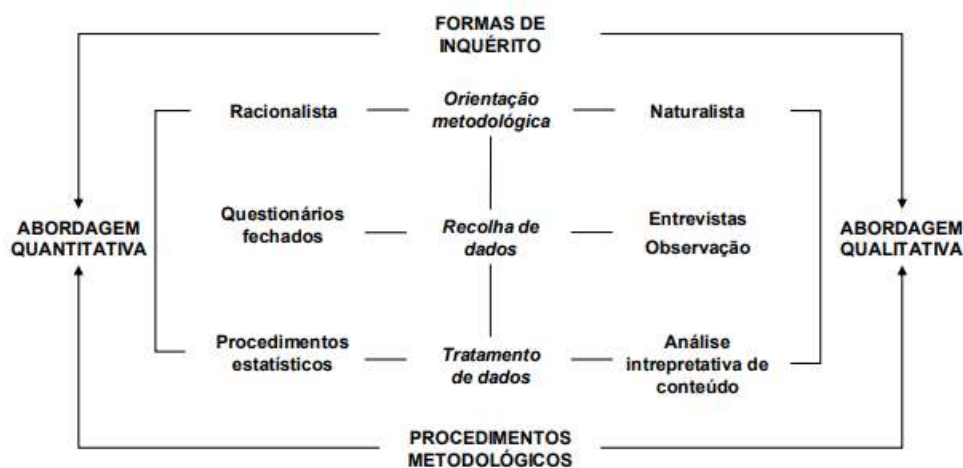 FORMAS DE
INQUÉRITO
Racionalista
Orientação
metodológica
Naturalista
ABORDAGEM
QUANTITATIVA
Questionários
fechados
Recolha de
dados
Entrevistas
Observação
ABORDAGEM
QUALITATIVA
Procedimentos
estatísticos
Tratamento
de dados
Análise
intrepretativa de
conteúdo
PROCEDIMENTOS
METODOLÓGICOS